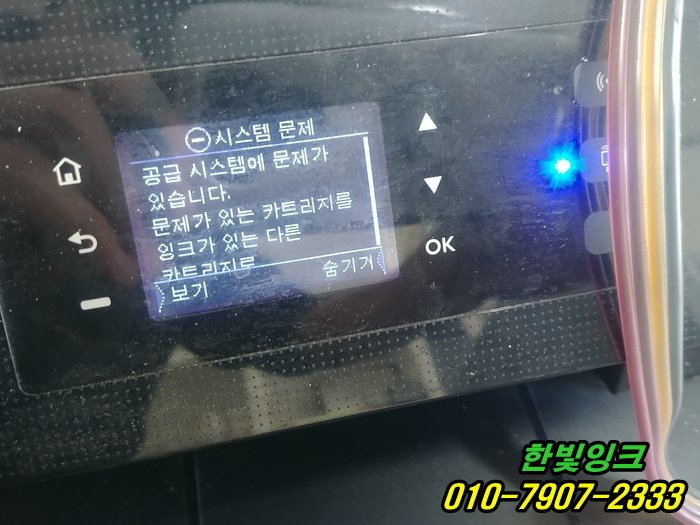 시스템 문제
공급 시스템에 문제가
있습니다.
문제가 있는 카트리지를
잉크가 있는 다른
카트리지로
보기
숨기기
OK
한빛잉크
010-7907-2333